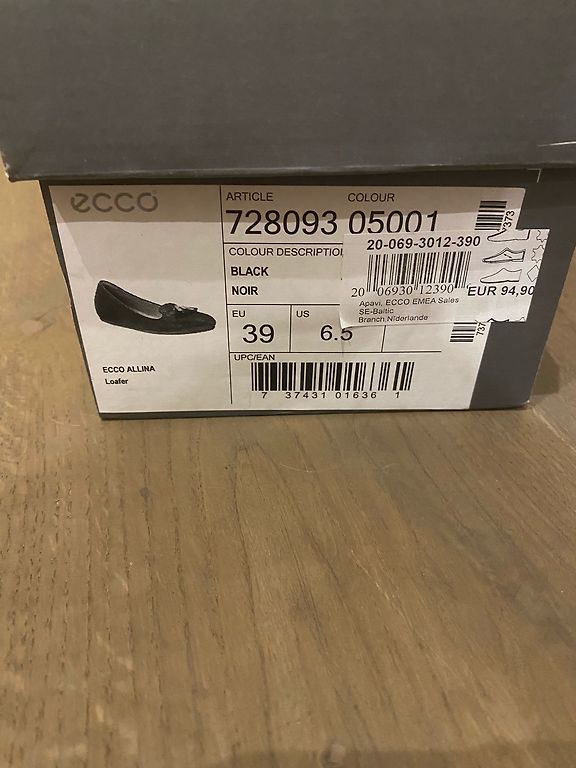 ecco
ARTICLE
COLOUR
728093 05001
COLOUR DESCRIPTION
BLACK
NOIR
20-069-3012-390
20 06930 12390
EUR 94,90
Apavi, ECCO EMEA Sales
SE-Baltic
Branch,Niderlande
EU
39
US
6.5
UPC/EAN
7 37431 01636 1
ECCO ALLINA
Loafer